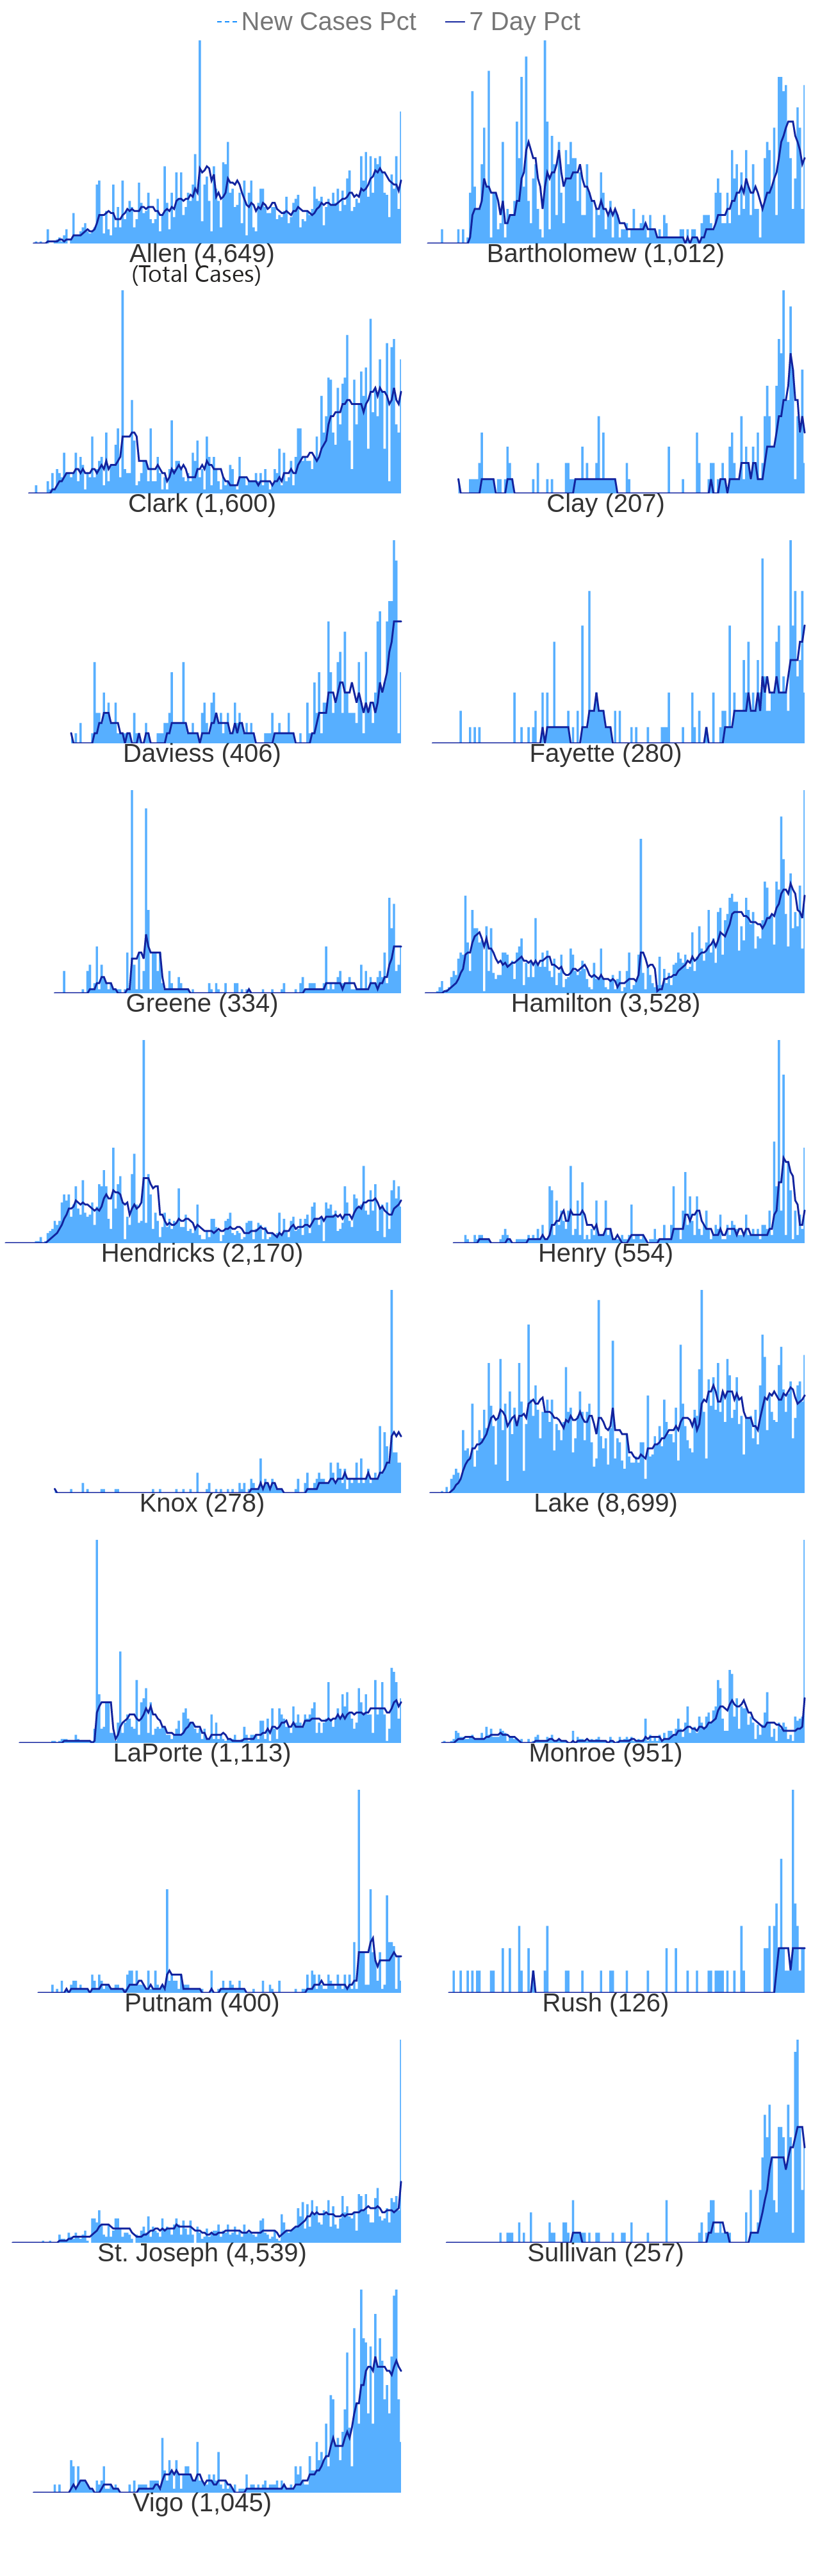 New Cases Pct 7 Day Pct
Allen (4,649) Bartholomew (1,012)
(Total Cases)
Clark (1,600) Clay (207)
Daviess (406) Fayette (280)
Greene (334) Hamilton (3,528)
Hendricks (2,170) Henry (554)
Knox (278) Lake (8,699)
LaPorte (1,113) Monroe (951)
Putnam (400) Rush (126)
St. Joseph (4,539) Sullivan (257)
Vigo (1,045)